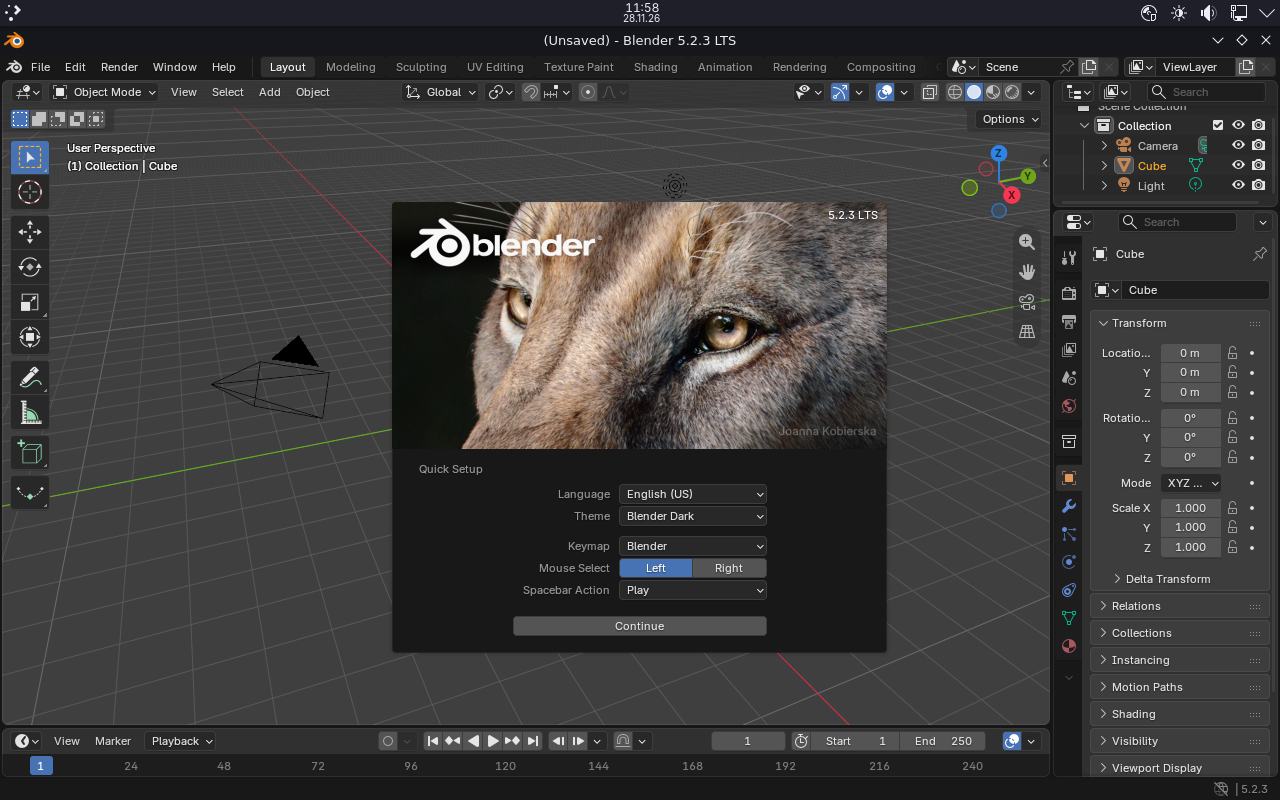 11:58
28.11.26
(Unsaved) - Blender 5.2.3 LTS
File Edit Render Window Help Layout Modeling Sculpting UV Editing Texture Paint Shading Animation Rendering Compositing Scene ViewLayer
Object Mode View Select Add Object Global Search
Options
Scene Collection
Collection
Camera
Cube
Light
User Perspective
(1) Collection | Cube
Z
Y
X
5.2.3 LTS
blender
Joanna Kobierska
Quick Setup
Language English (US)
Theme Blender Dark
Keymap Blender
Mouse Select Left Right
Spacebar Action Play
Continue
Search
Cube
Cube
Transform
Locatio... 0 m
Y 0 m
Z 0 m
Rotatio... 0°
Y 0°
Z 0°
Mode XYZ ...
Scale X 1.000
Y 1.000
Z 1.000
Delta Transform
Relations
Collections
Instancing
Motion Paths
Shading
Visibility
Viewport Display
View Marker Playback 1 Start 1 End 250
1 24 48 72 96 120 144 168 192 216 240
5.2.3